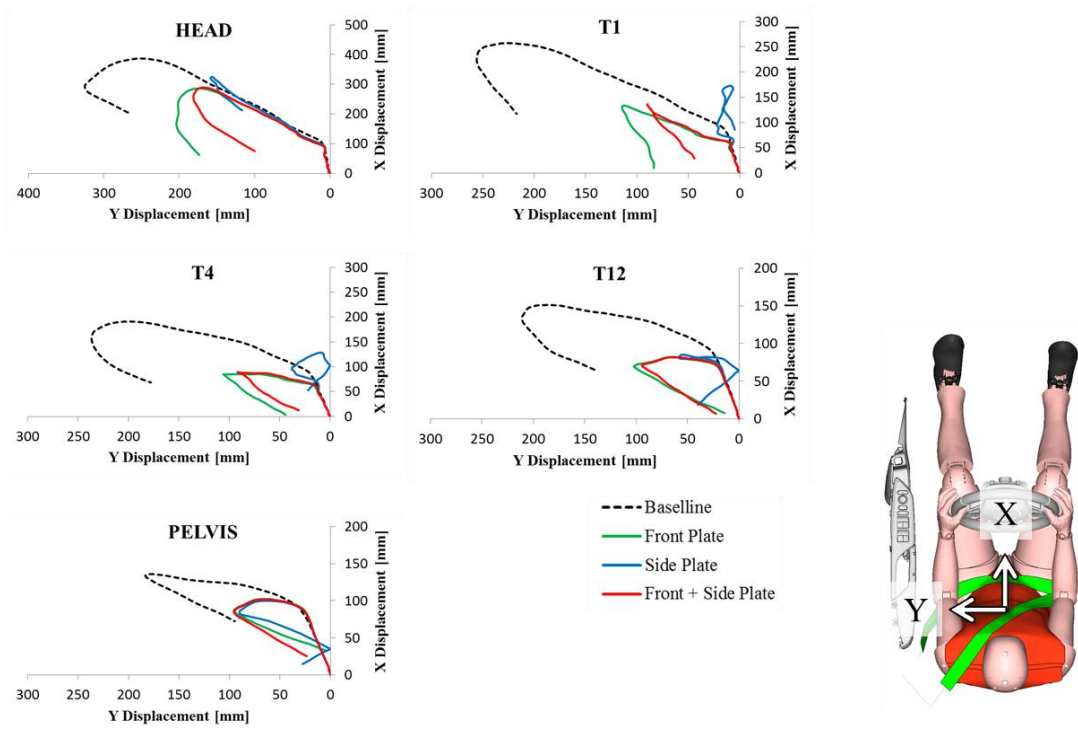 HEAD
500
400
300
200
100
0
X Displacement [mm]
400 300 200 100 0
Y Displacement [mm]
T1
300
250
200
150
100
50
0
X Displacement [mm]
300 250 200 150 100 50 0
Y Displacement [mm]
T4
300
250
200
150
100
50
0
X Displacement [mm]
300 250 200 150 100 50 0
Y Displacement [mm]
T12
200
150
100
50
0
X Displacement [mm]
300 250 200 150 100 50 0
Y Displacement [mm]
PELVIS
200
150
100
50
0
X Displacement [mm]
300 250 200 150 100 50 0
Y Displacement [mm]
Baseline
Front Plate
Side Plate
Front + Side Plate
X
Y